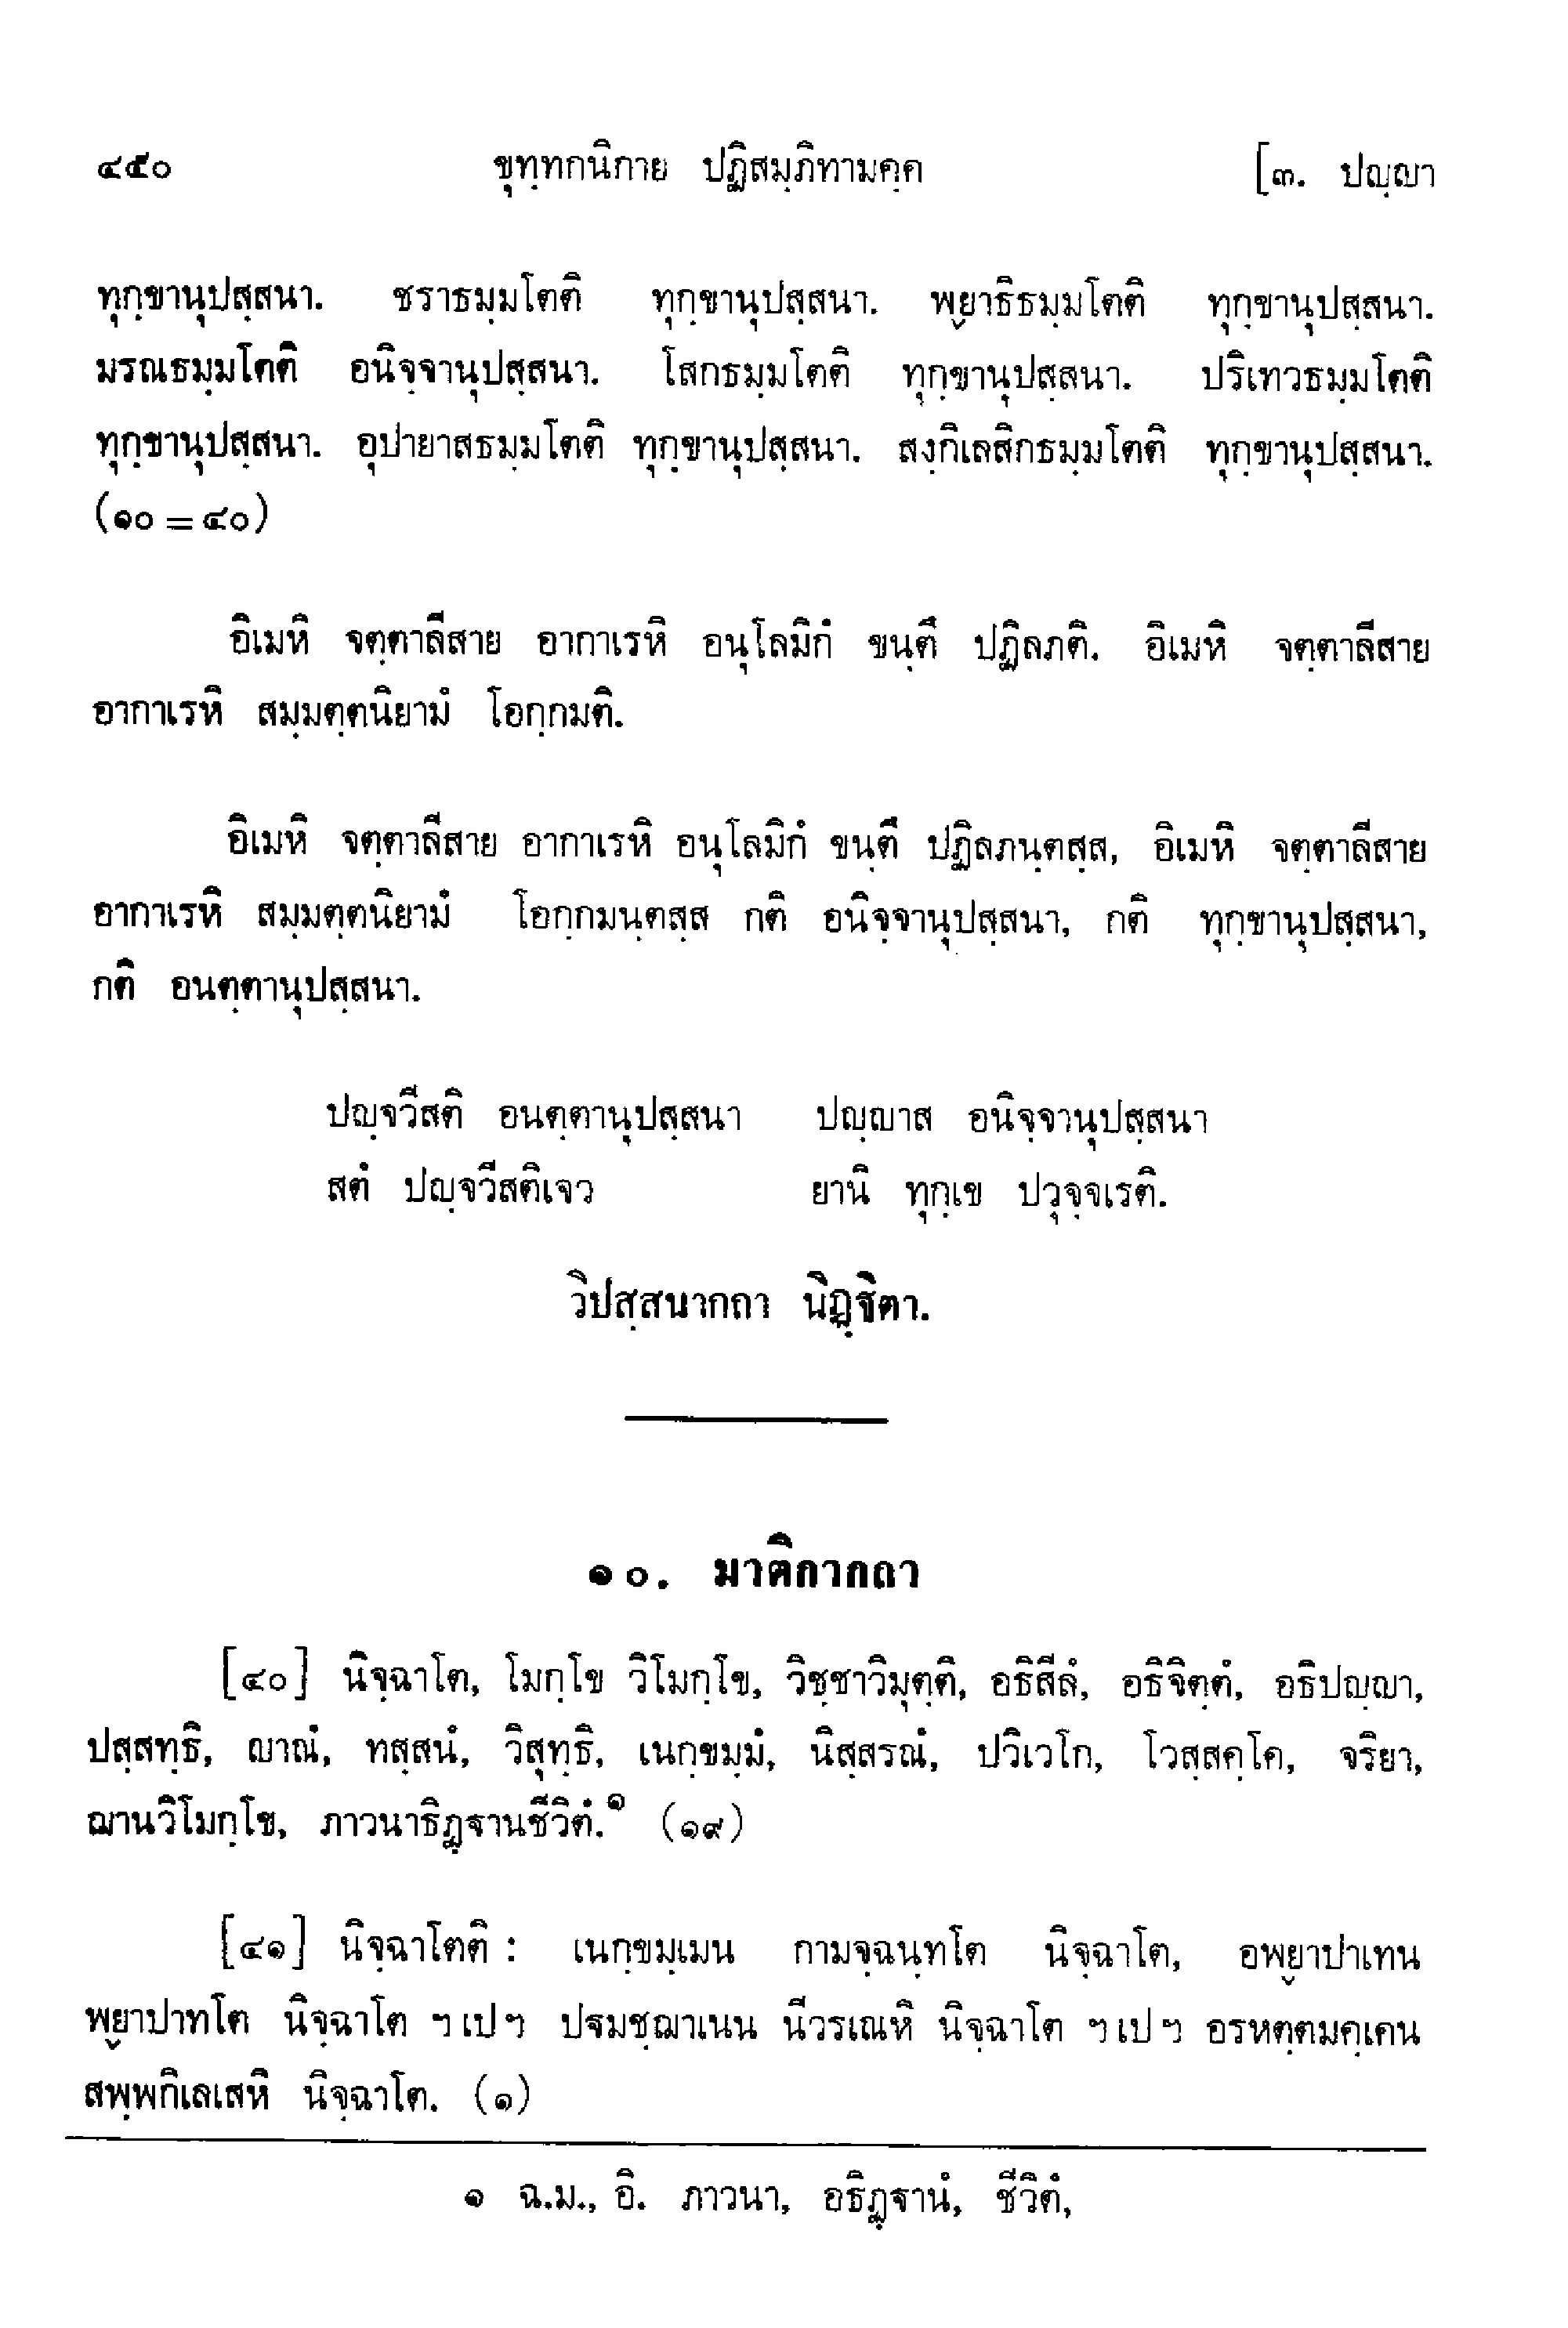 ๔๕๐ ขุทฺทกนิกาย ปฏิสมฺภิทามคฺค [๓. ปญฺญา
ทุกฺขานุปสฺสนา. ชราธมฺมโตติ ทุกฺขานุปสฺสนา. พฺยาธิธมฺมโตติ ทุกฺขานุปสฺสนา.
มรณธมฺมโตติ อนิจฺจานุปสฺสนา. โสกธมฺมโตติ ทุกฺขานุปสฺสนา. ปริเทวธมฺมโตติ
ทุกฺขานุปสฺสนา. อุปายาสธมฺมโตติ ทุกฺขานุปสฺสนา. สงฺกิเลสิกธมฺมโตติ ทุกฺขานุปสฺสนา.
(๑๐ = ๔๐)
อิเมหิ จตฺตาลีสาย อากาเรหิ อนุโลมิกํ ขนฺตึ ปฏิลภติ. อิเมหิ จตฺตาลีสาย
อากาเรหิ สมฺมตฺตนิยามํ โอกฺกมติ.
อิเมหิ จตฺตาลีสาย อากาเรหิ อนุโลมิกํ ขนฺตึ ปฏิลภนฺตสฺส, อิเมหิ จตฺตาลีสาย
อากาเรหิ สมฺมตฺตนิยามํ โอกฺกมนฺตสฺส กติ อนิจฺจานุปสฺสนา, กติ ทุกฺขานุปสฺสนา,
กติ อนตฺตานุปสฺสนา.
ปญฺจวีสติ อนตฺตานุปสฺสนา ปญฺญาส อนิจฺจานุปสฺสนา
สตํ ปญฺจวีสติเจว ยานิ ทุกฺเข ปวุจฺจเรติ.
วิปสฺสนากถา นิฏฺฐิตา.
๑๐. มาติกากถา
[๔๐] นิจฺฉาโต, โมกฺโข วิโมกฺโข, วิชฺชาวิมุตฺติ, อธิสีลํ, อธิจิตฺตํ, อธิปญฺญา,
ปสฺสทฺธิ, ญาณํ, ทสฺสนํ, วิสุทฺธิ, เนกฺขมฺมํ, นิสฺสรณํ, ปวิเวโก, โวสฺสคฺโค, จริยา,
ฌานวิโมกฺโข, ภาวนาธิฏฺฐานชีวิตํ.๑ (๑๙)
[๔๑] นิจฺฉาโตติ : เนกฺขมฺเมน กามจฺฉนฺทโต นิจฺฉาโต, อพฺยาปาเทน
พฺยาปาทโต นิจฺฉาโต ฯ เป ฯ ปฐมชฺฌาเนน นีวรเณหิ นิจฺฉาโต ฯ เป ฯ อรหตฺตมคฺเคน
สพฺพกิเลเสหิ นิจฺฉาโต. (๑)
๑ ฉ.ม., อิ. ภาวนา, อธิฏฺฐานํ, ชีวิตํ,